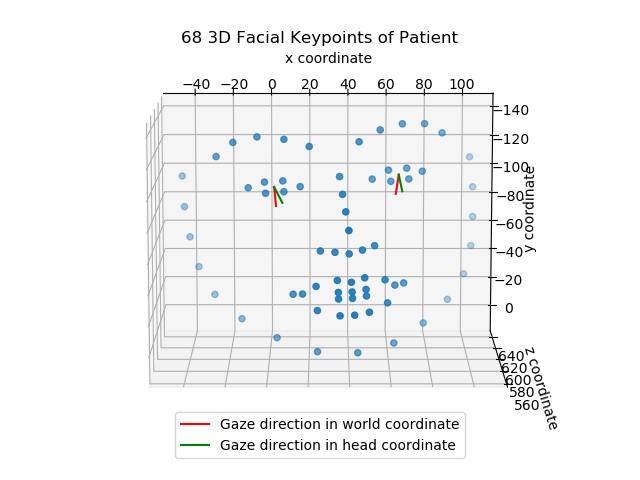 68 3D Facial Keypoints of Patient
x coordinate
−40 −20 0 20 40 60 80 100
−140
−120
−100
−80
−60
−40
−20
0
y coordinate
640
620
600
580
560
z coordinate
Gaze direction in world coordinate
Gaze direction in head coordinate